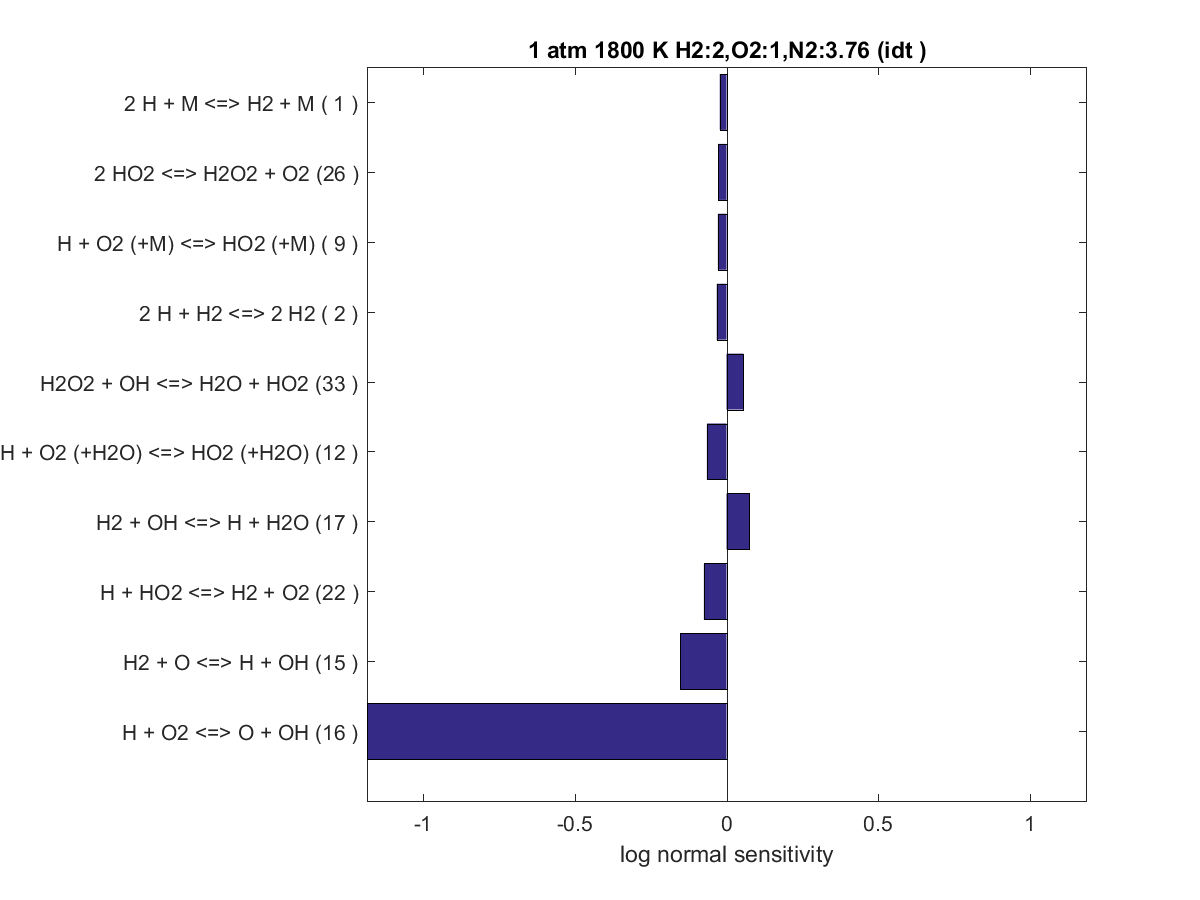 1 atm 1800 K H2:2,O2:1,N2:3.76 (idt )
2 H + M <=> H2 + M ( 1 )
2 HO2 <=> H2O2 + O2 (26 )
H + O2 (+M) <=> HO2 (+M) ( 9 )
2 H + H2 <=> 2 H2 ( 2 )
H2O2 + OH <=> H2O + HO2 (33 )
H + O2 (+H2O) <=> HO2 (+H2O) (12 )
H2 + OH <=> H + H2O (17 )
H + HO2 <=> H2 + O2 (22 )
H2 + O <=> H + OH (15 )
H + O2 <=> O + OH (16 )
-1 -0.5 0 0.5 1
log normal sensitivity